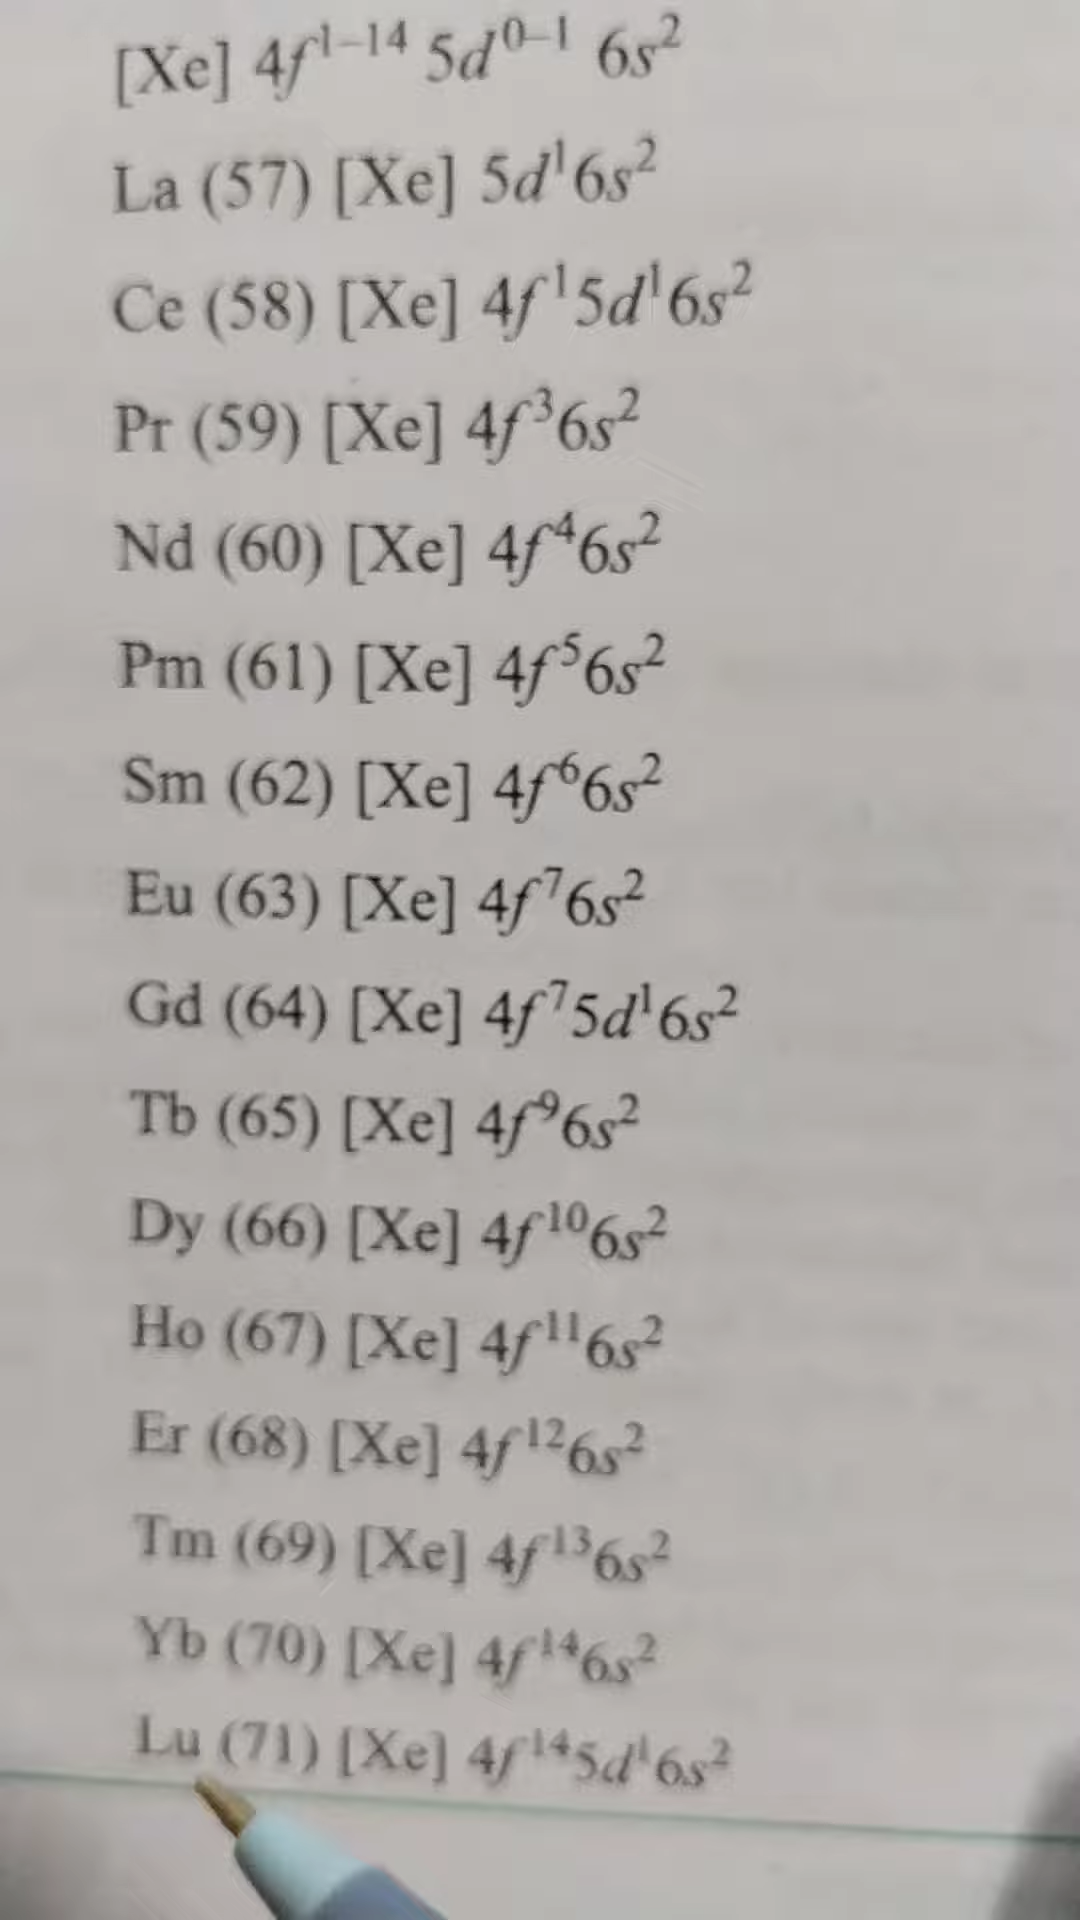 [Xe] 4f¹⁻¹⁴ 5d⁰⁻¹ 6s²
La (57) [Xe] 5d¹6s²
Ce (58) [Xe] 4f¹5d¹6s²
Pr (59) [Xe] 4f³6s²
Nd (60) [Xe] 4f⁴6s²
Pm (61) [Xe] 4f⁵6s²
Sm (62) [Xe] 4f⁶6s²
Eu (63) [Xe] 4f⁷6s²
Gd (64) [Xe] 4f⁷5d¹6s²
Tb (65) [Xe] 4f⁹6s²
Dy (66) [Xe] 4f¹⁰6s²
Ho (67) [Xe] 4f¹¹6s²
Er (68) [Xe] 4f¹²6s²
Tm (69) [Xe] 4f¹³6s²
Yb (70) [Xe] 4f¹⁴6s²
Lu (71) [Xe] 4f¹⁴5d¹6s²